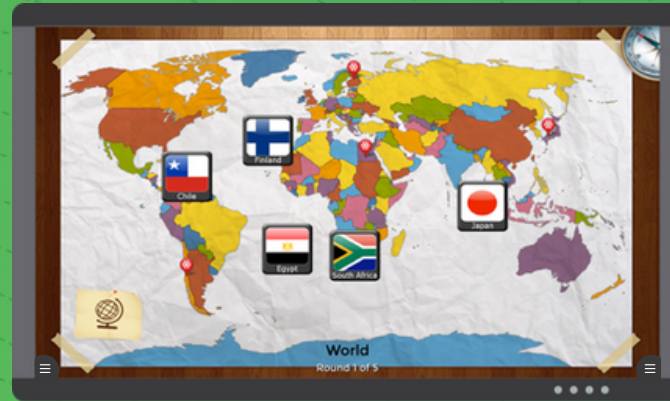 Finland
Chile
Japan
Egypt
South Africa
World
Round 1 of 5